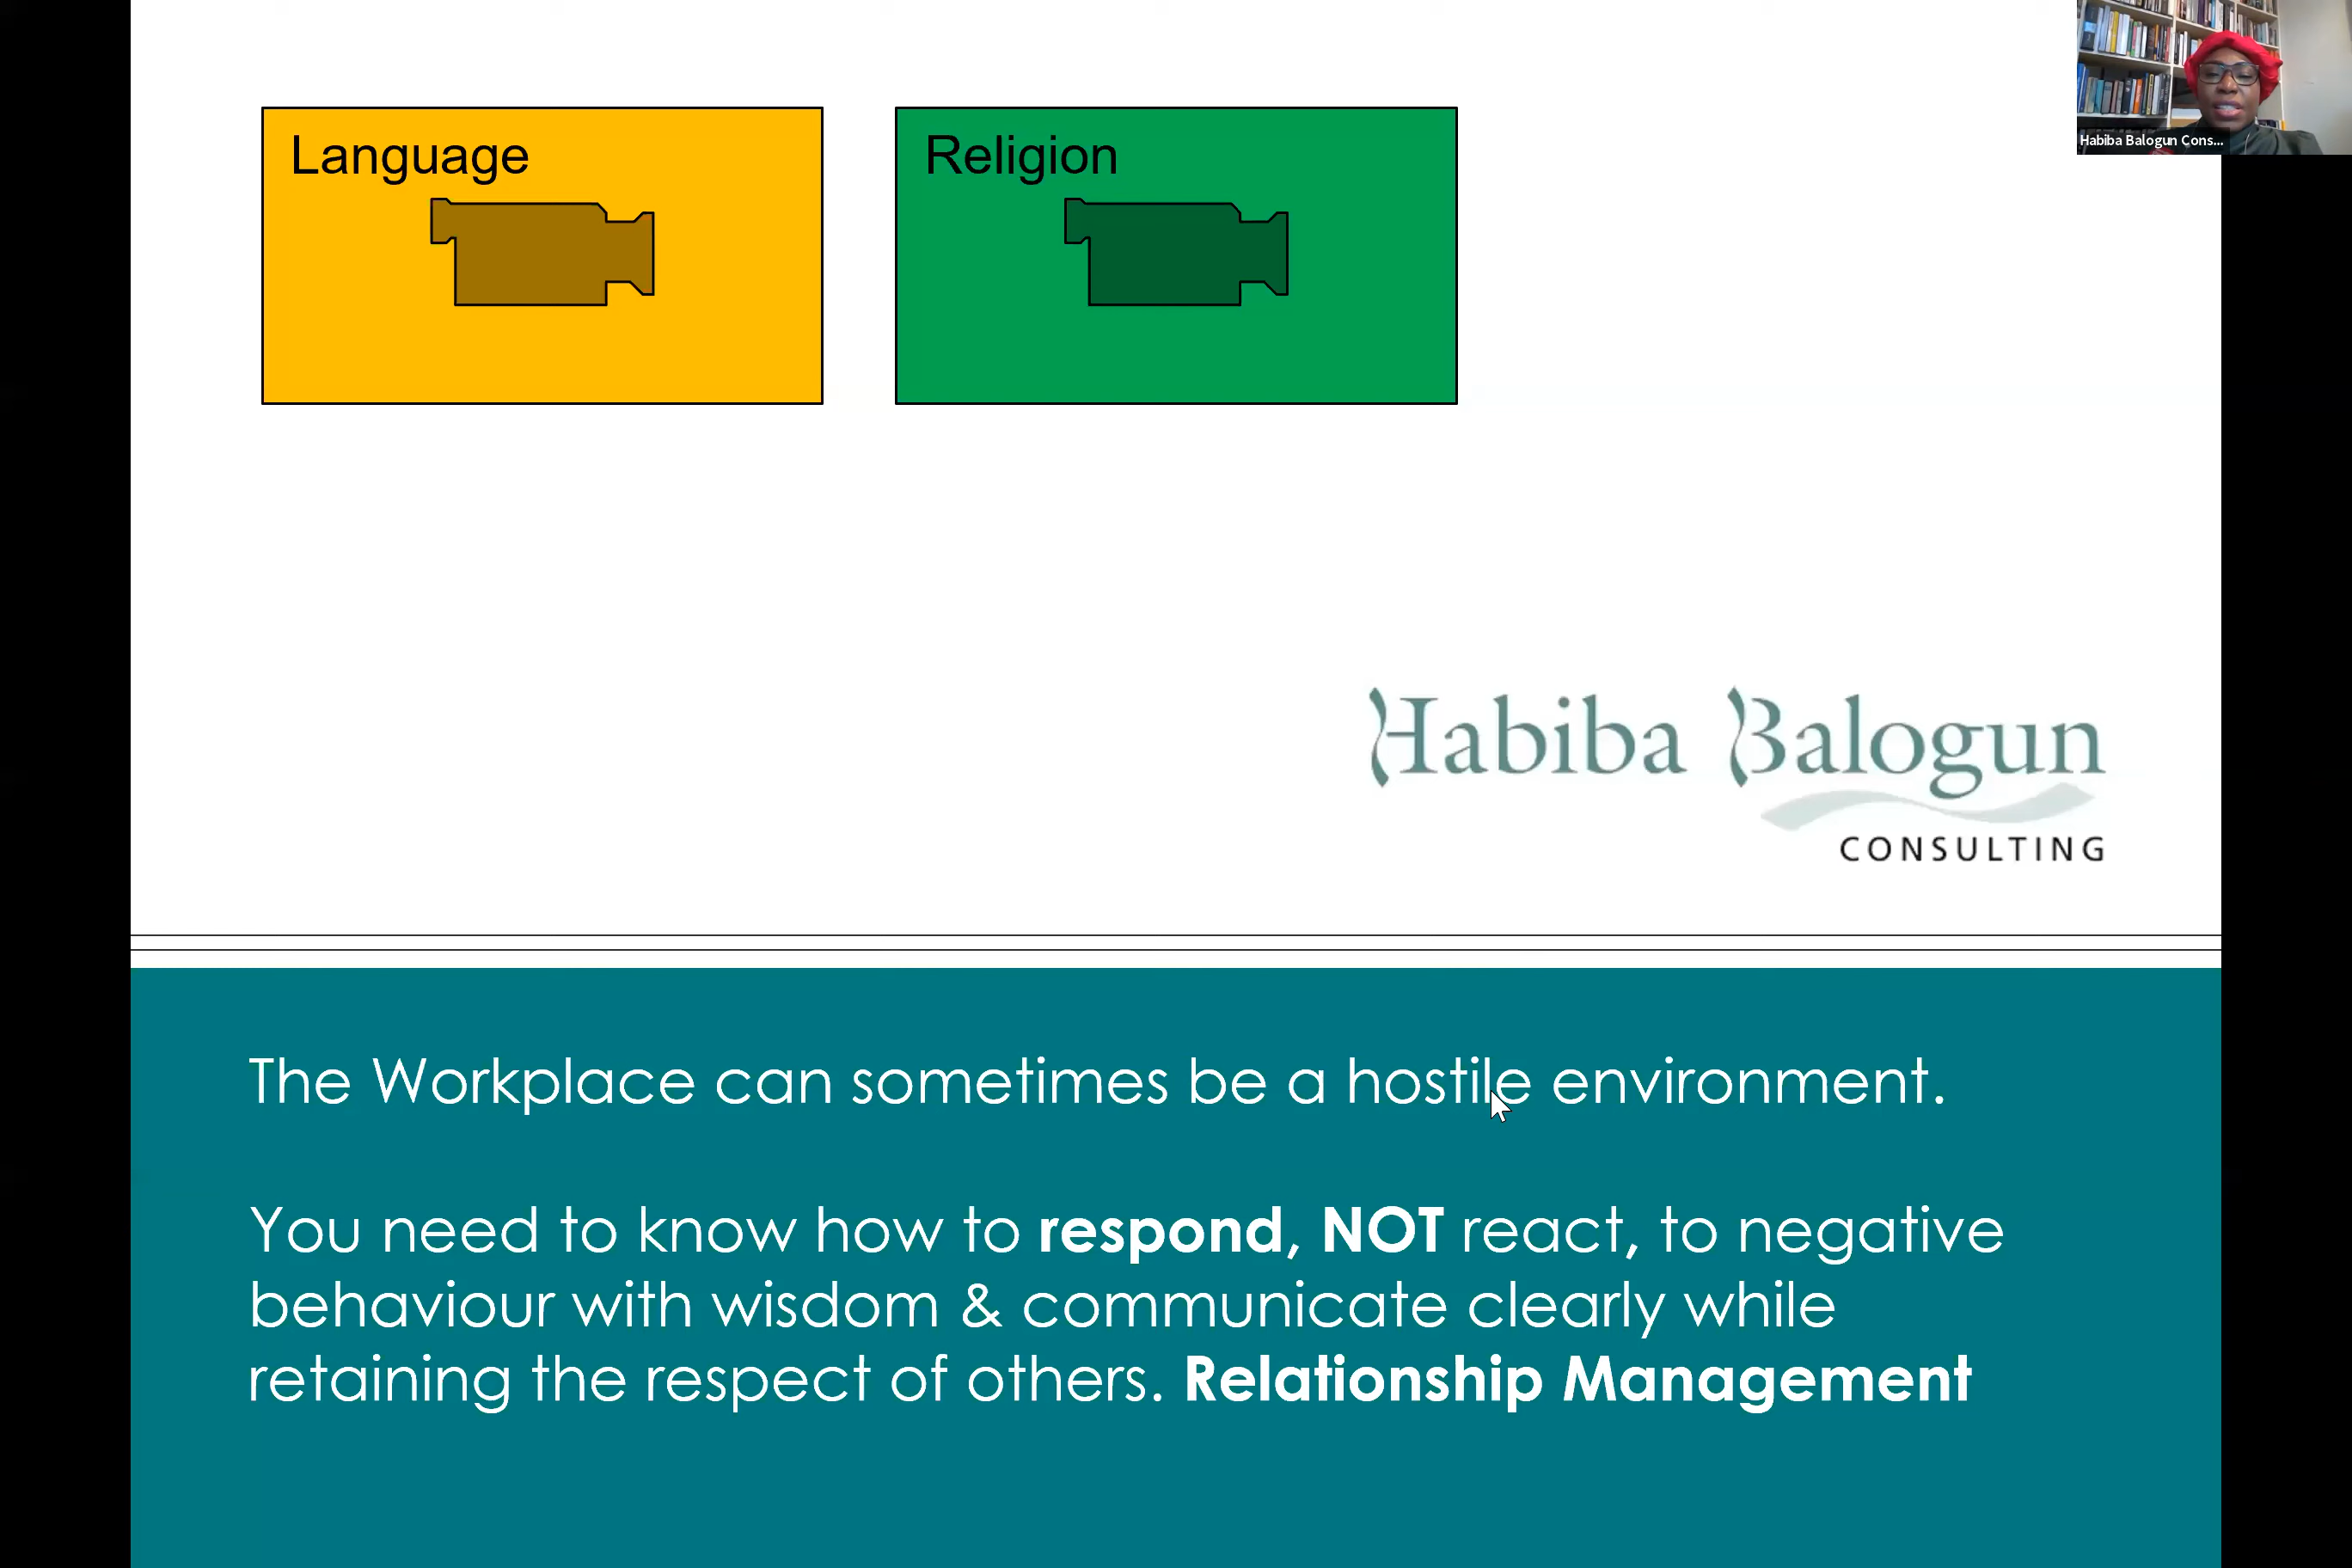 Language
Religion
Habiba Balogun Cons...
Habiba Balogun
CONSULTING
The Workplace can sometimes be a hostile environment.
You need to know how to respond, NOT react, to negative
behaviour with wisdom & communicate clearly while
retaining the respect of others. Relationship Management